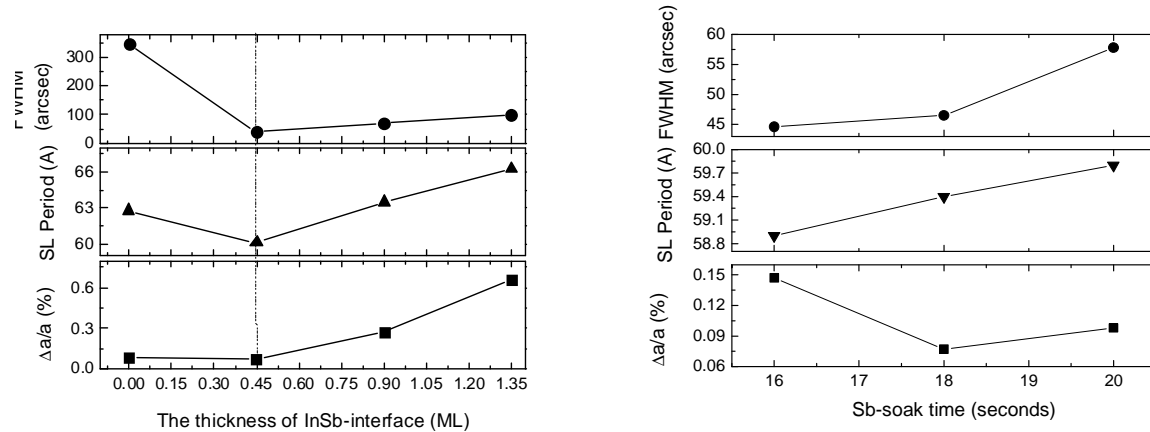 FWHM
(arcsec)
300
200
100
0
SL Period (A)
66
63
60
Δa/a (%)
0.6
0.3
0.0
0.00 0.15 0.30 0.45 0.60 0.75 0.90 1.05 1.20 1.35
The thickness of InSb-interface (ML)
FWHM (arcsec)
60
55
50
45
SL Period (A)
60.0
59.7
59.4
59.1
58.8
Δa/a (%)
0.15
0.12
0.09
0.06
16 17 18 19 20
Sb-soak time (seconds)